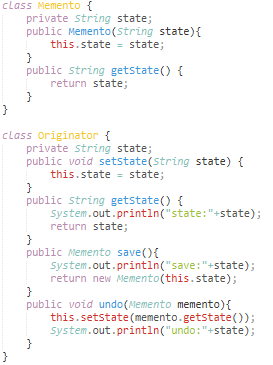 class Memento {
    private String state;
    public Memento(String state){
        this.state = state;
    }
    public String getState() {
        return state;
    }
}

class Originator {
    private String state;
    public void setState(String state) {
        this.state = state;
    }
    public String getState() {
        System.out.println("state:"+state);
        return state;
    }
    public Memento save(){
        System.out.println("save:"+state);
        return new Memento(this.state);
    }
    public void undo(Memento memento){
        this.setState(memento.getState());
        System.out.println("undo:"+state);
    }
}